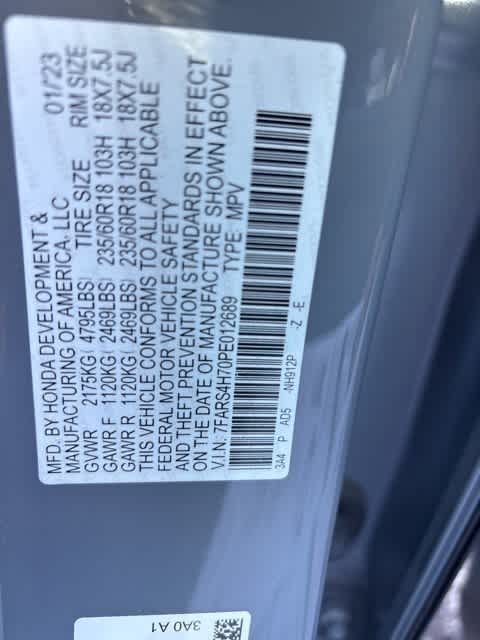 MFD. BY HONDA DEVELOPMENT & 01/23
MANUFACTURING OF AMERICA, LLC
TIRE SIZE RIM SIZE
GVWR 2175KG( 4795LBS)
GAWR F 1120KG( 2469LBS) 235/60R18 103H 18X7.5J
GAWR R 1120KG( 2469LBS) 235/60R18 103H 18X7.5J
THIS VEHICLE CONFORMS TO ALL APPLICABLE
FEDERAL MOTOR VEHICLE SAFETY
AND THEFT PREVENTION STANDARDS IN EFFECT
ON THE DATE OF MANUFACTURE SHOWN ABOVE.
V.I.N: 7FARS4H70PE012689 TYPE: MPV
3A4 P AD5 -NH912P -Z -E
3A0 A1